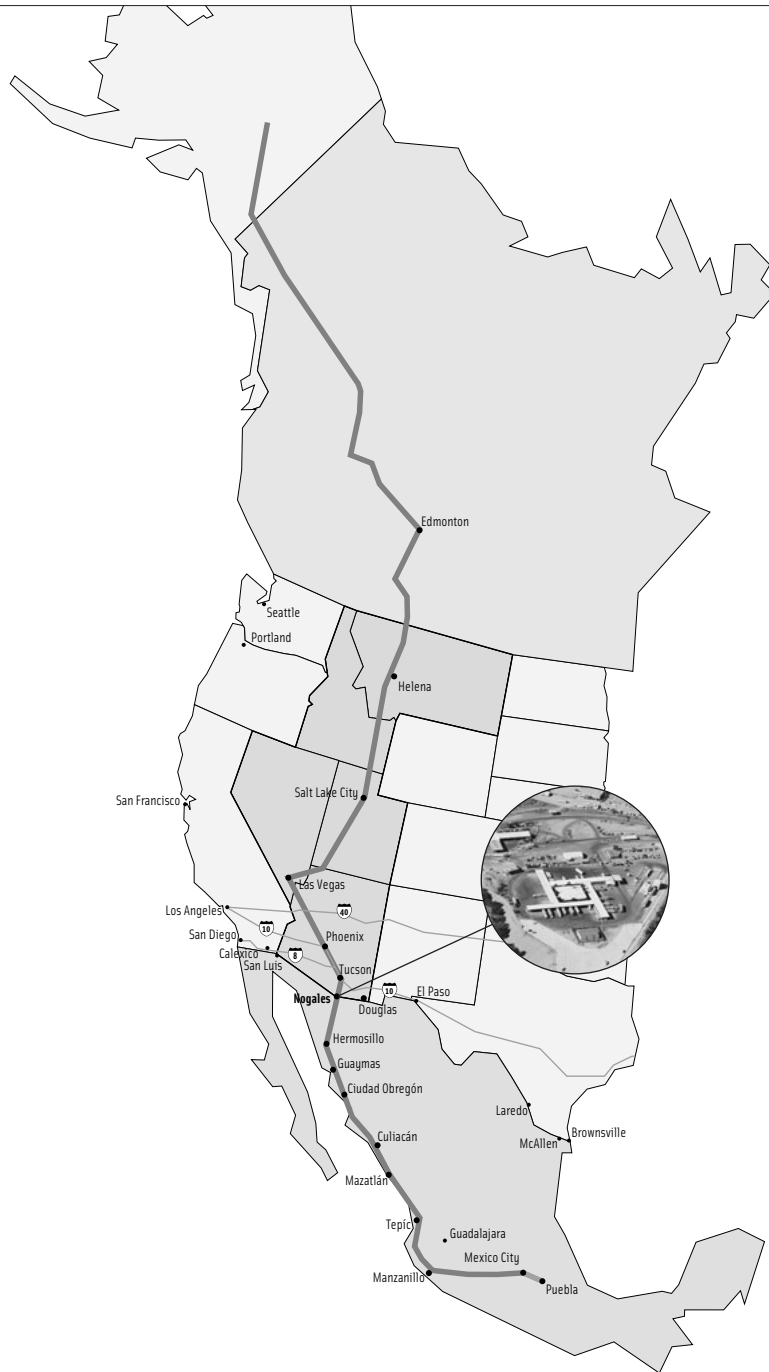 Edmonton
Seattle
Portland
Helena
Salt Lake City
San Francisco
Las Vegas
Los Angeles
40
10
San Diego
Phoenix
8
Calexico
San Luis
Tucson
10
El Paso
Nogales
Douglas
Hermosillo
Guaymas
Ciudad Obregón
Laredo
Brownsville
McAllen
Culiacán
Mazatlán
Tepíc
Guadalajara
Mexico City
Manzanillo
Puebla